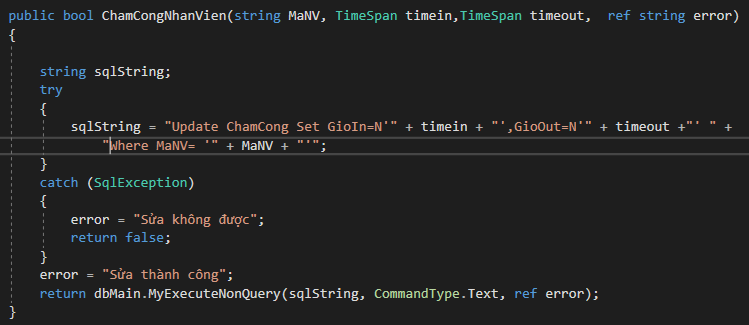 public bool ChamCongNhanVien(string MaNV, TimeSpan timein,TimeSpan timeout,  ref string error)
{
string sqlString;
try
{
sqlString = "Update ChamCong Set GioIn=N'" + timein + "',GioOut=N'" + timeout +"' " +
"Where MaNV= '" + MaNV + "'";
}
catch (SqlException)
{
error = "Sửa không được";
return false;
}
error = "Sửa thành công";
return dbMain.MyExecuteNonQuery(sqlString, CommandType.Text, ref error);
}